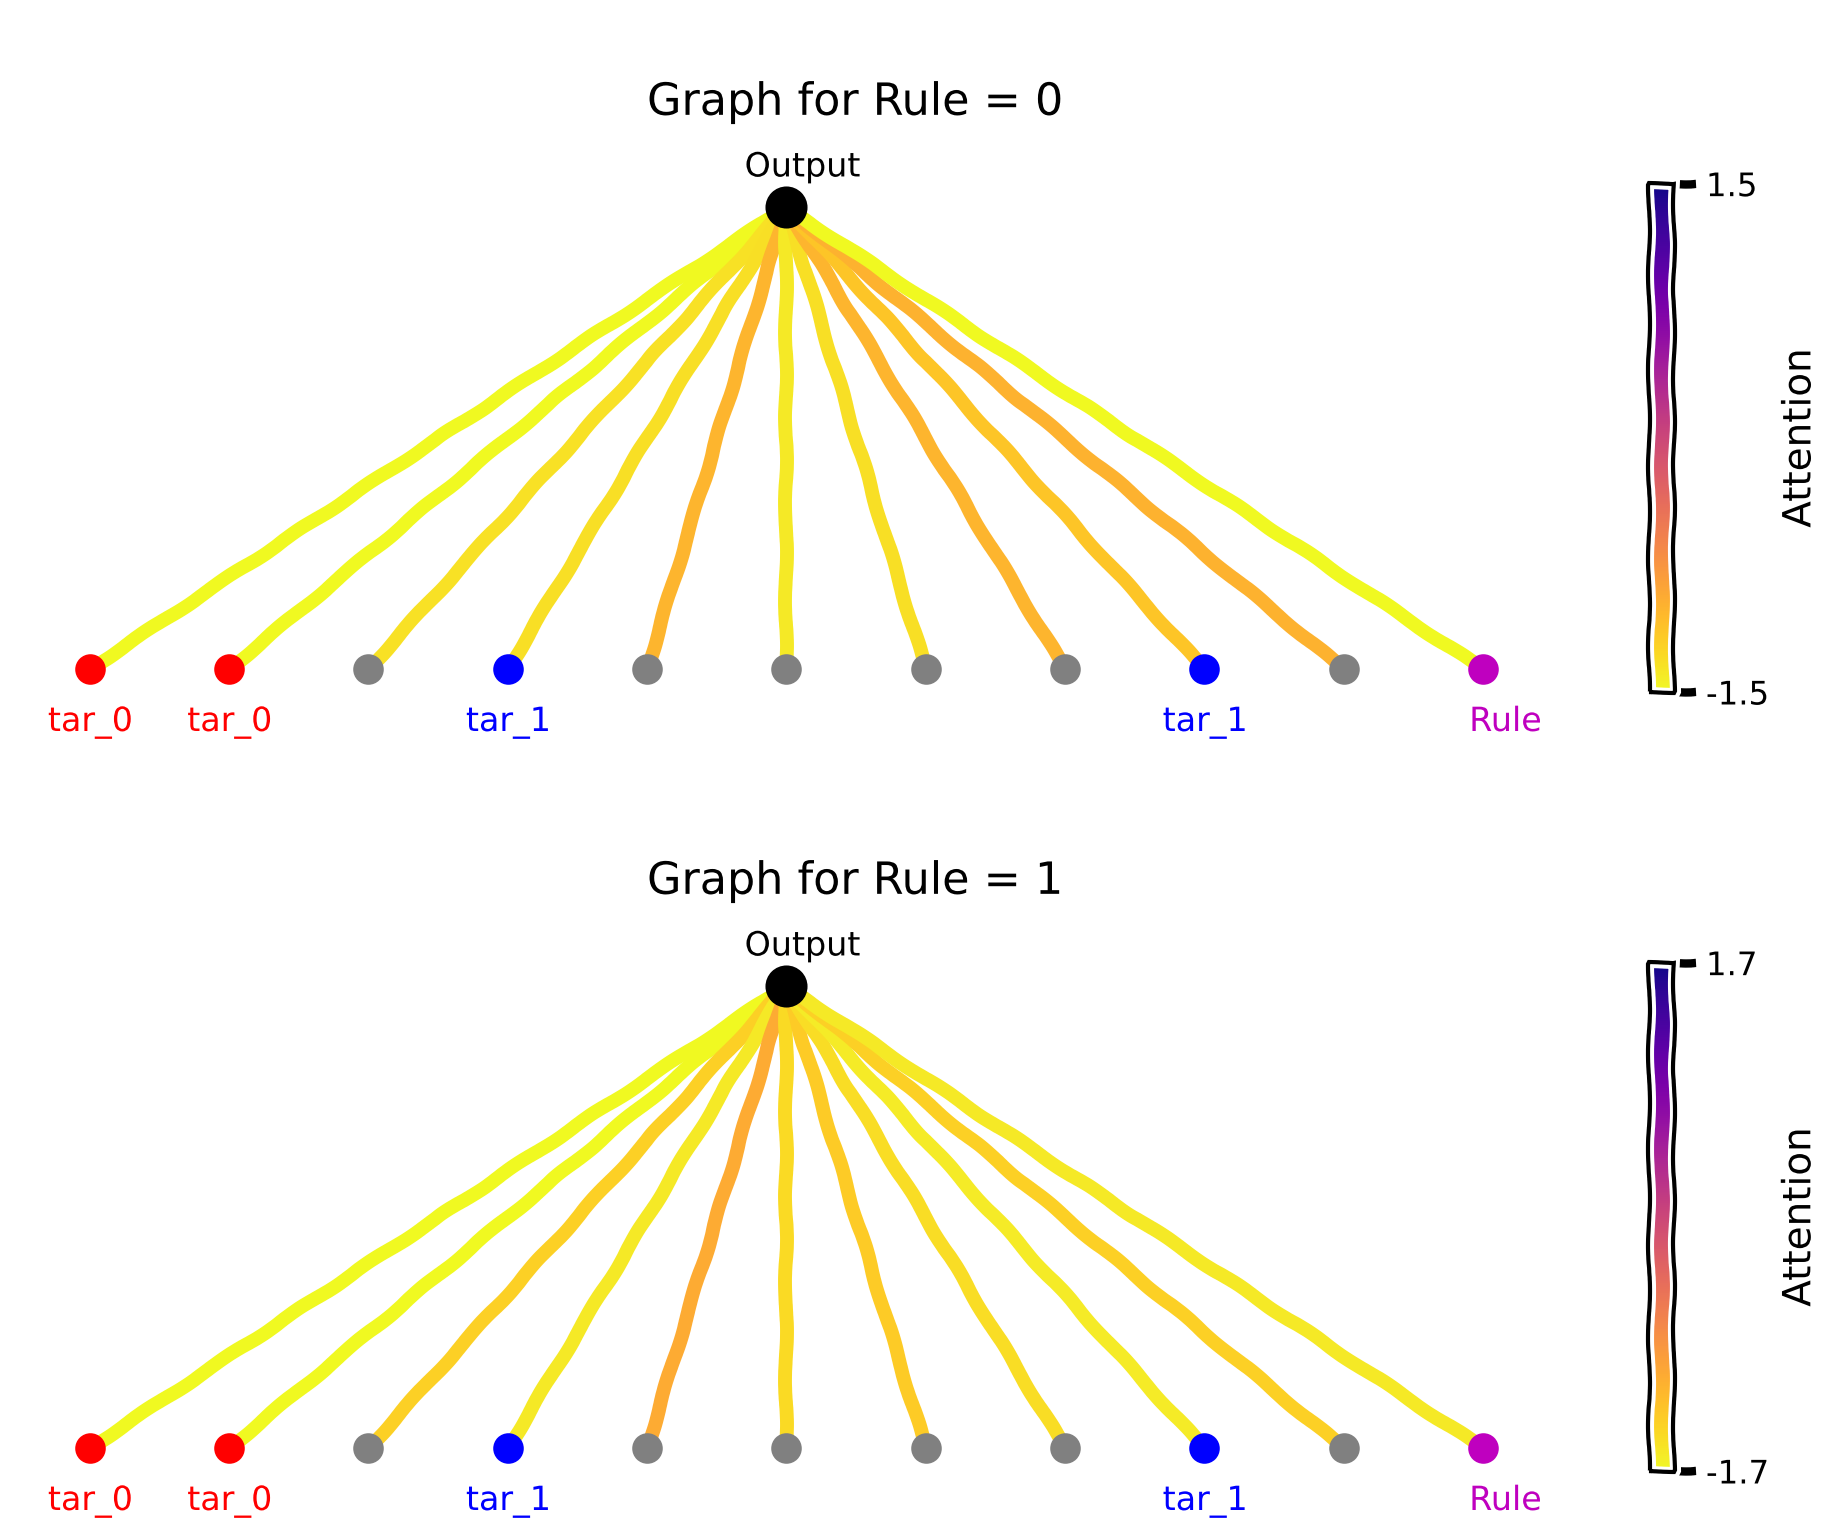 Graph for Rule = 0
Output
1.5
Attention
-1.5
tar_0 tar_0 tar_1 tar_1 Rule
Graph for Rule = 1
Output
1.7
Attention
-1.7
tar_0 tar_0 tar_1 tar_1 Rule